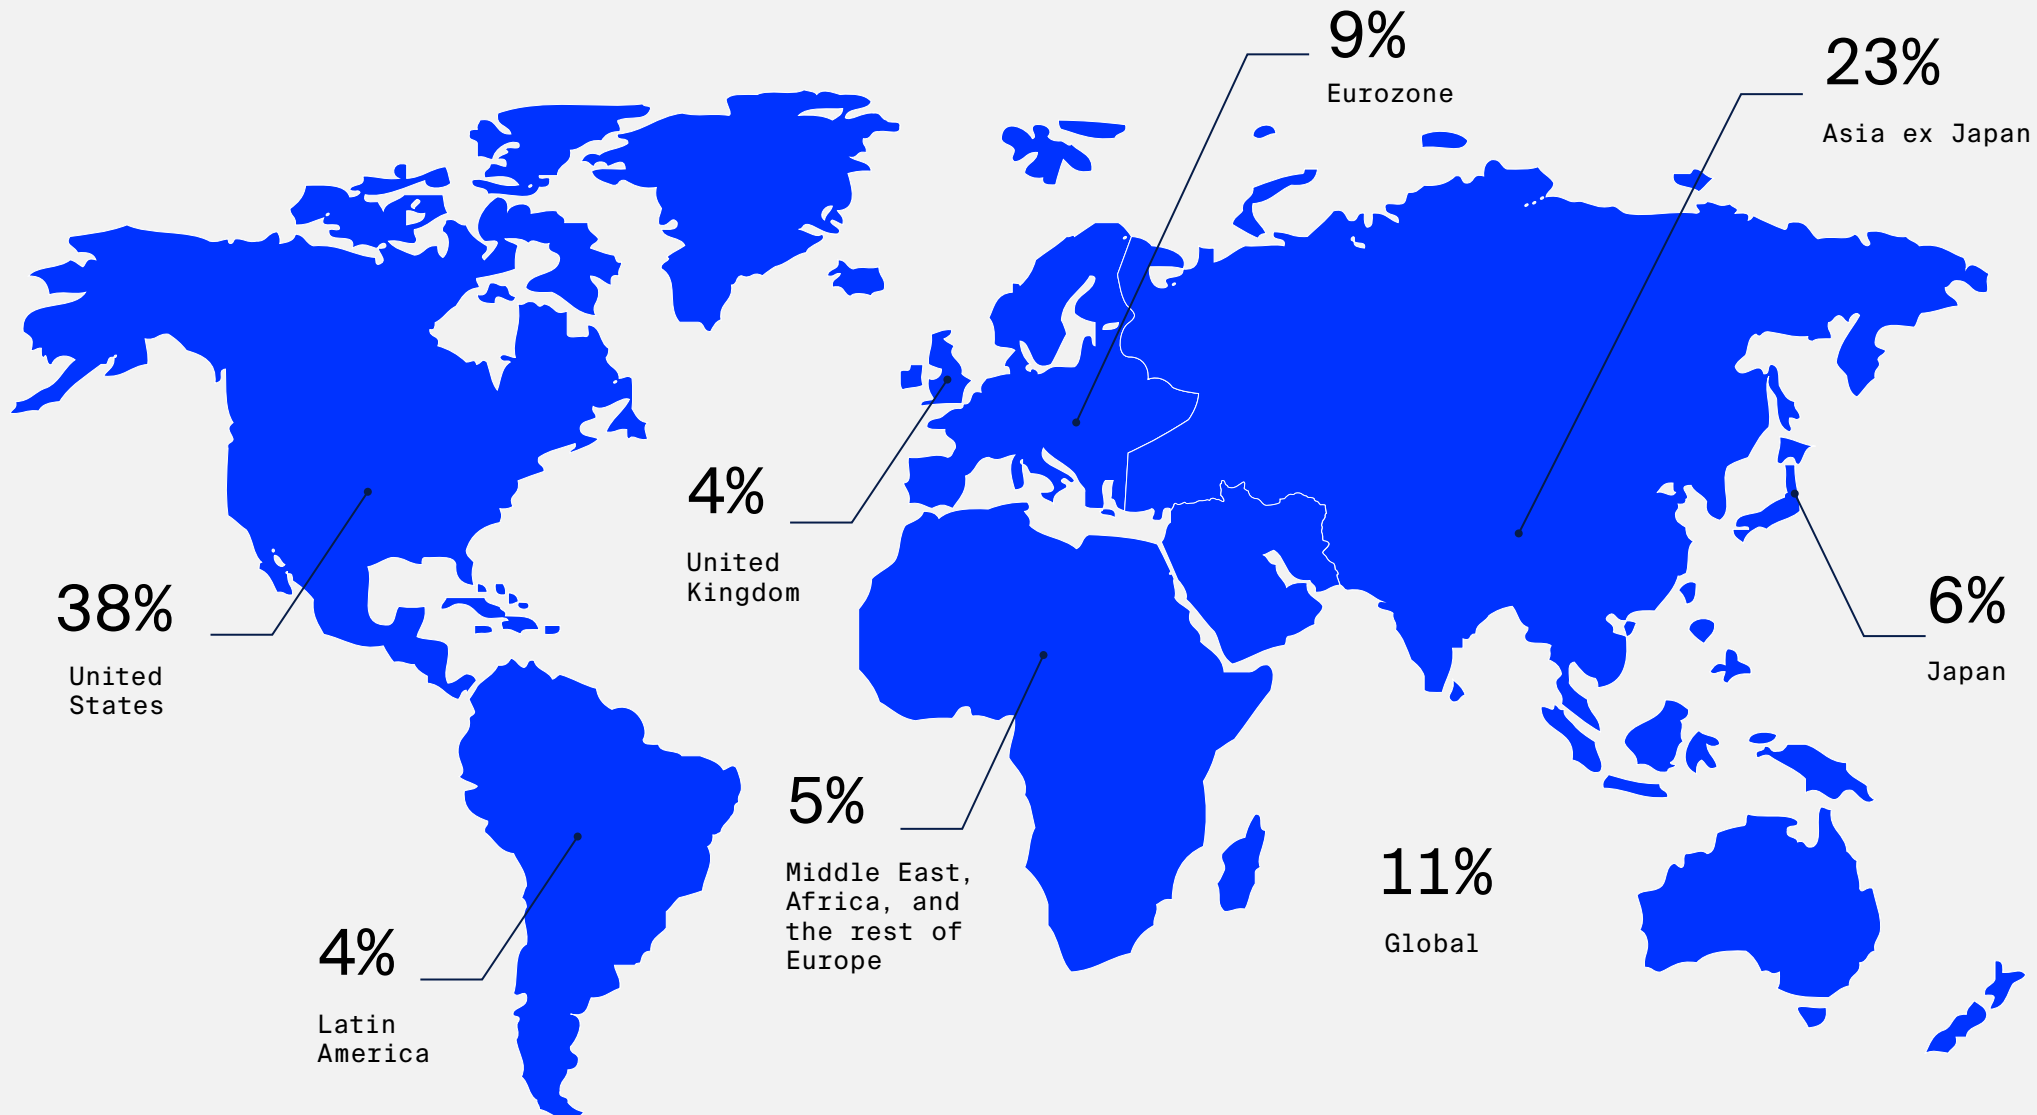 9%
Eurozone
23%
Asia ex Japan
4%
United
Kingdom
38%
United
States
6%
Japan
5%
Middle East,
Africa, and
the rest of
Europe
11%
Global
4%
Latin
America